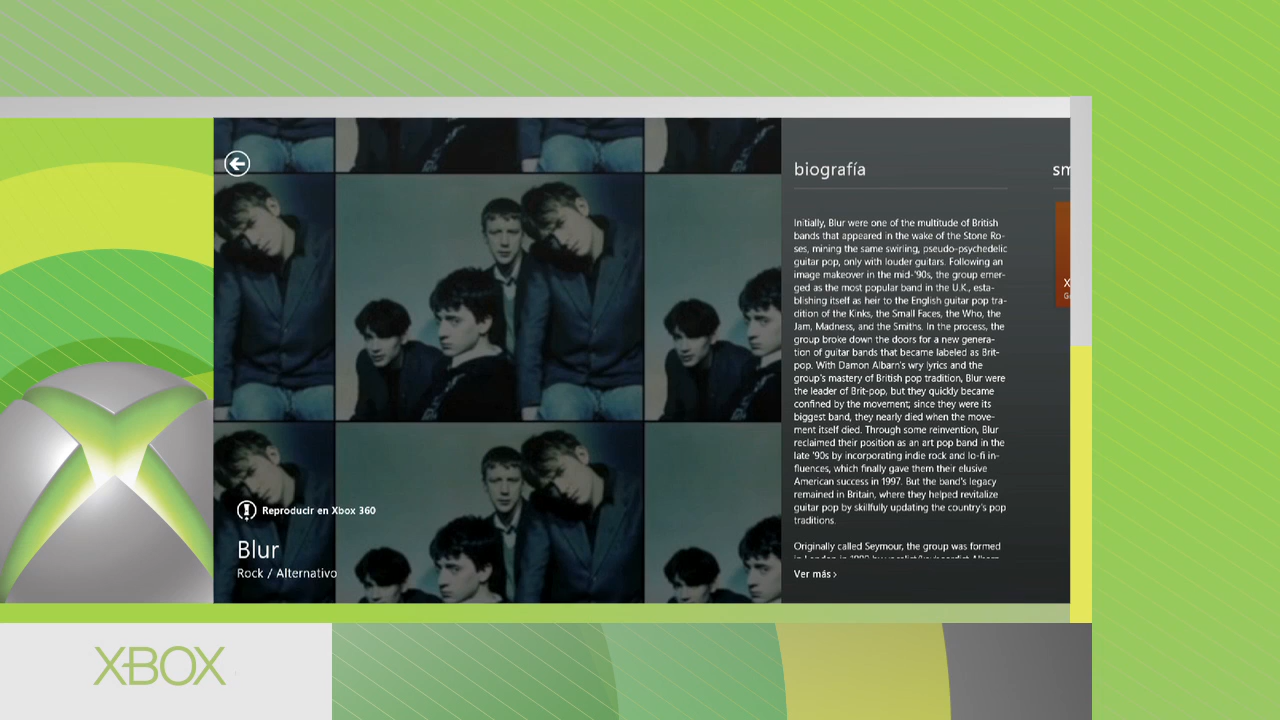 biografía
sm
Initially, Blur were one of the multitude of British
bands that appeared in the wake of the Stone Ro-
ses, mining the same swirling, pseudo-psychedelic
guitar pop, only with louder guitars. Following an
image makeover in the mid-'90s, the group emer-
ged as the most popular band in the U.K., esta-
blishing itself as heir to the English guitar pop tra-
dition of the Kinks, the Small Faces, the Who, the
Jam, Madness, and the Smiths. In the process, the
group broke down the doors for a new genera-
tion of guitar bands that became labeled as Brit-
pop. With Damon Albarn's wry lyrics and the
group's mastery of British pop tradition, Blur were
the leader of Brit-pop, but they quickly became
confined by the movement; since they were its
biggest band, they nearly died when the move-
ment itself died. Through some reinvention, Blur
reclaimed their position as an art pop band in the
late '90s by incorporating indie rock and lo-fi in-
fluences, which finally gave them their elusive
American success in 1997. But the band's legacy
remained in Britain, where they helped revitalize
guitar pop by skillfully updating the country's pop
traditions.
Originally called Seymour, the group was formed
Ver más ›
X
G
Reproducir en Xbox 360
Blur
Rock / Alternativo
XBOX